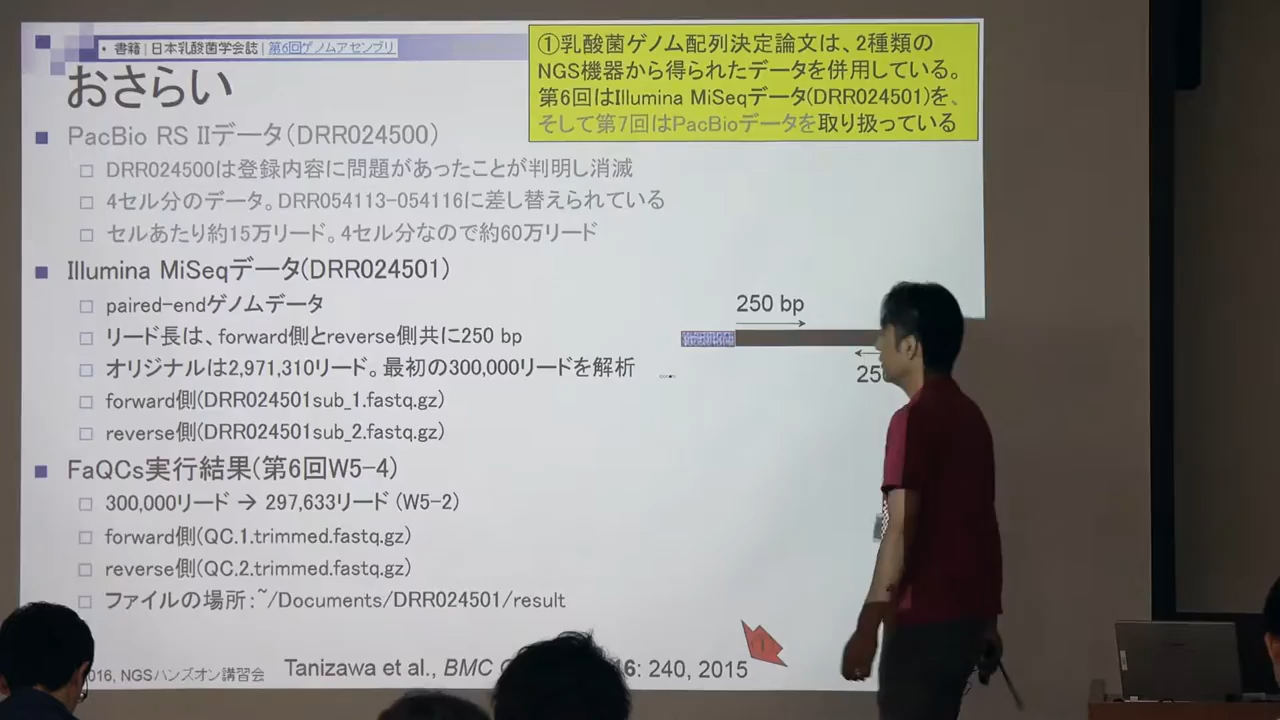 • 書籍 | 日本乳酸菌学会誌 | 第6回ゲノムアセンブリ
おさらい
①乳酸菌ゲノム配列決定論文は、2種類の
NGS機器から得られたデータを併用している。
第6回はIllumina MiSeqデータ(DRR024501)を、
そして第7回はPacBioデータを取り扱っている
PacBio RS IIデータ(DRR024500)
DRR024500は登録内容に問題があったことが判明し消滅
4セル分のデータ。DRR054113-054116に差し替えられている
セルあたり約15万リード。4セル分なので約60万リード
Illumina MiSeqデータ(DRR024501)
paired-endゲノムデータ
リード長は、forward側とreverse側共に250 bp
オリジナルは2,971,310リード。最初の300,000リードを解析
forward側(DRR024501sub_1.fastq.gz)
reverse側(DRR024501sub_2.fastq.gz)
250 bp
25
FaQCs実行結果(第6回W5-4)
300,000リード → 297,633リード (W5-2)
forward側(QC.1.trimmed.fastq.gz)
reverse側(QC.2.trimmed.fastq.gz)
ファイルの場所:~/Documents/DRR024501/result
016, NGSハンズオン講習会
Tanizawa et al., BMC 16: 240, 2015
①